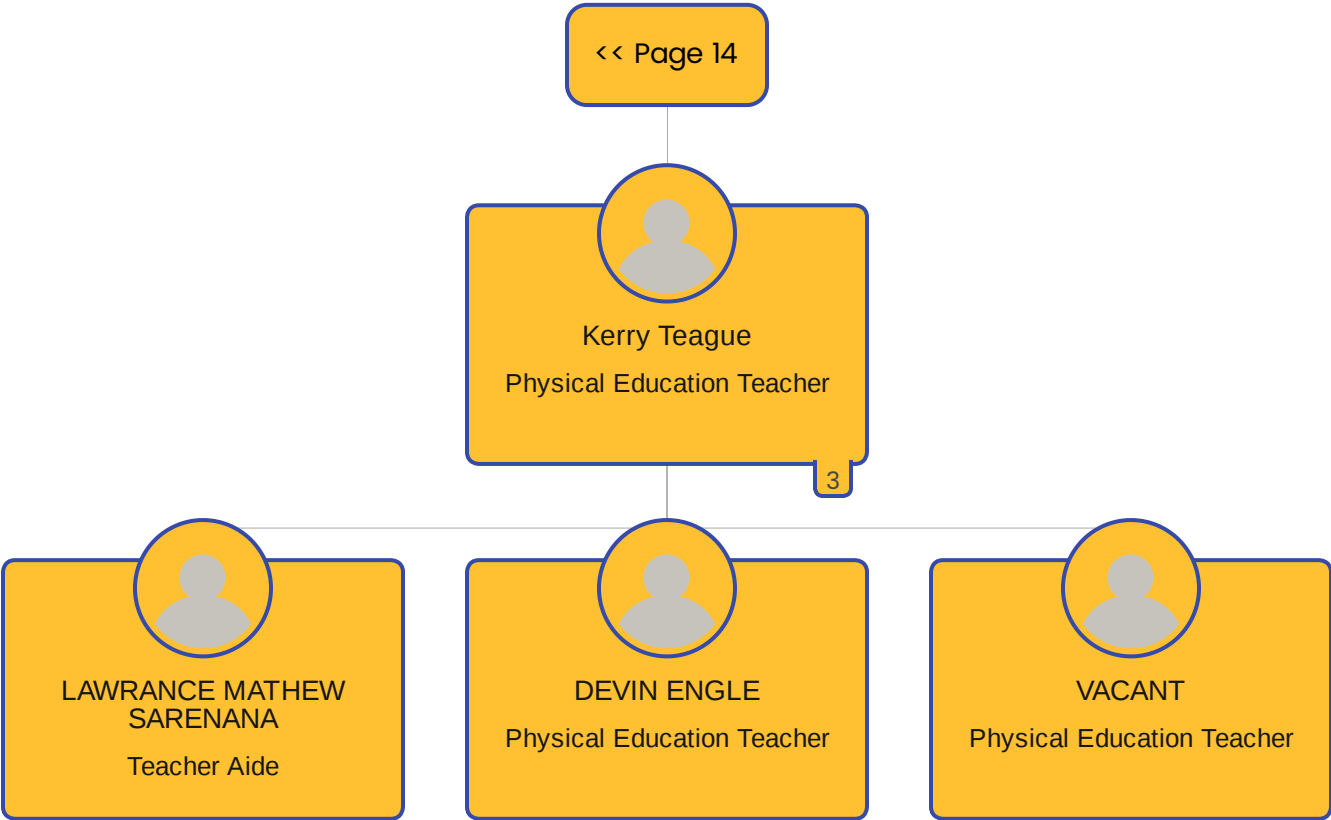 << Page 14
Kerry Teague
Physical Education Teacher
3
LAWRANCE MATHEW
SARENANA
Teacher Aide
DEVIN ENGLE
Physical Education Teacher
VACANT
Physical Education Teacher